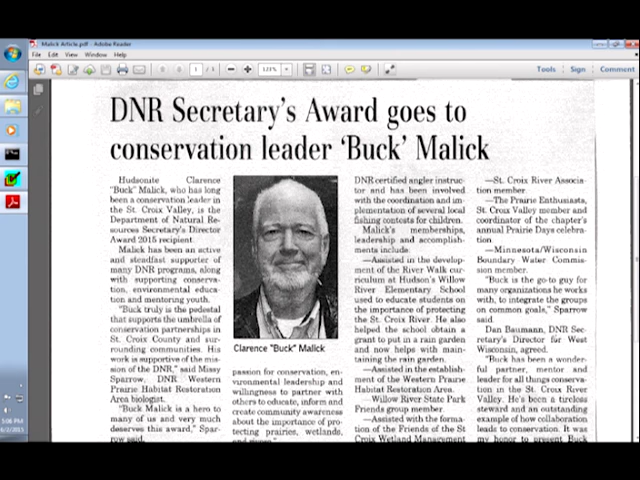 Malick Article.pdf - Adobe Reader
File Edit View Window Help
1 / 1 123% Tools Sign Comment
DNR Secretary's Award goes to
conservation leader 'Buck' Malick
Hudsonite Clarence
"Buck" Malick, who has long
been a conservation leader in
the St. Croix Valley, is the
Department of Natural Re-
sources Secretary's Director
Award 2015 recipient.
Malick has been an active
and steadfast supporter of
many DNR programs, along
with supporting conserva-
tion, environmental educa-
tion and mentoring youth.
"Buck truly is the pedestal
that supports the umbrella of
conservation partnerships in
St. Croix County and sur-
rounding communities. His
work is supportive of the mis-
sion of the DNR," said Missy
Sparrow, DNR Western
Prairie Habitat Restoration
Area biologist.
"Buck Malick is a hero to
many of us and very much
deserves this award," Spar-
row said.
Clarence "Buck" Malick
passion for conservation, en-
vironmental leadership and
willingness to partner with
others to educate, inform and
create community awareness
about the importance of pro-
tecting prairies, wetlands,
DNR certified angler instruc-
tor and has been involved
with the coordination and im-
plementation of several local
fishing contests for children.
Malick's memberships,
leadership and accomplish-
ments include:
—Assisted in the develop-
ment of the River Walk cur-
riculum at Hudson's Willow
River Elementary School
used to educate students on
the importance of protecting
the St. Croix River. He also
helped the school obtain a
grant to put in a rain garden
and now helps with main-
taining the rain garden.
—Assisted in the establish-
ment of the Western Prairie
Habitat Restoration Area.
—Willow River State Park
Friends group member.
—Assisted with the forma-
tion of the Friends of the St
Croix Wetland Management
—St. Croix River Associa-
tion member.
—The Prairie Enthusiasts,
St. Croix Valley member and
coordinator of the chapter's
annual Prairie Days celebra-
tion.
—Minnesota/Wisconsin
Boundary Water Commis-
sion member.
"Buck is the go-to guy for
many organizations he works
with, to integrate the groups
on common goals," Sparrow
said.
Dan Baumann, DNR Sec-
retary's Director for West
Wisconsin, agreed.
"Buck has been a wonder-
ful partner, mentor and
leader for all things conserva-
tion in the St. Croix River
Valley. He's been a tireless
steward and an outstanding
example of how collaboration
leads to conservation. It was
my honor to present Buck
5:08 PM
6/2/2015